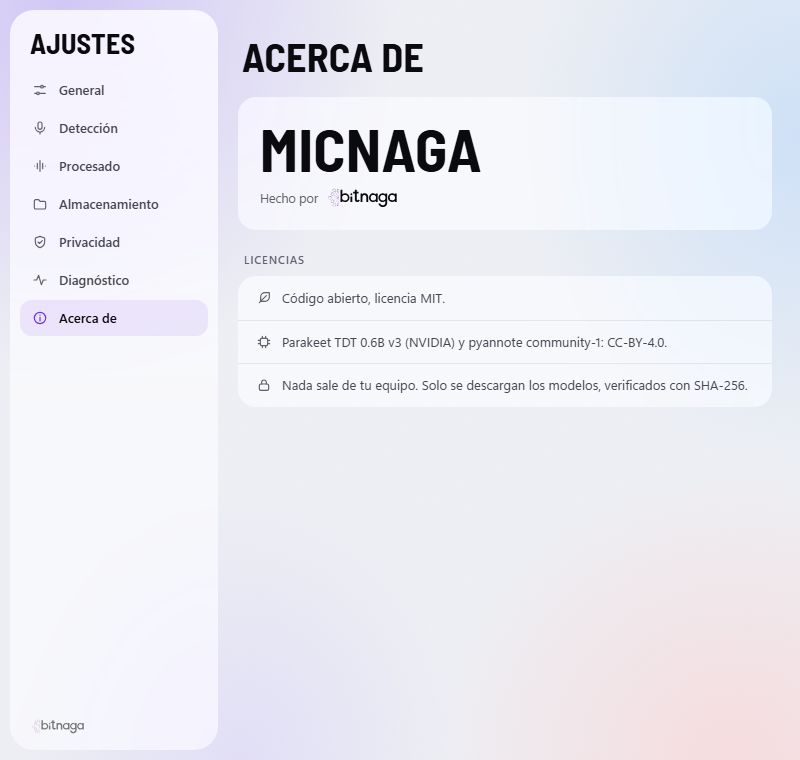 AJUSTES
General
Detección
Procesado
Almacenamiento
Privacidad
Diagnóstico
Acerca de
bitnaga
ACERCA DE
MICNAGA
Hecho por bitnaga
LICENCIAS
Código abierto, licencia MIT.
Parakeet TDT 0.6B v3 (NVIDIA) y pyannote community-1: CC-BY-4.0.
Nada sale de tu equipo. Solo se descargan los modelos, verificados con SHA-256.